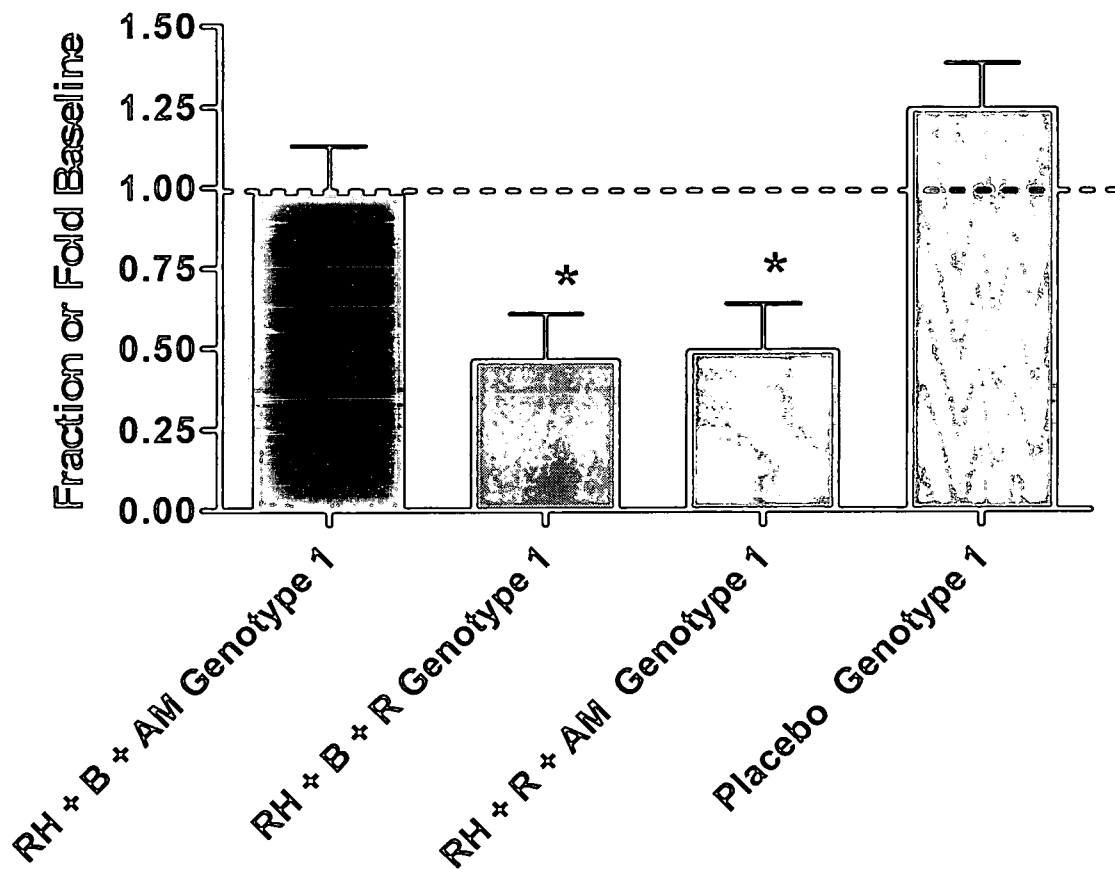 Fraction or Fold Baseline
1.50
1.25
1.00
0.75
0.50
0.25
0.00
*
*
RH + B + AM Genotype 1
RH + B + R Genotype 1
RH + R + AM Genotype 1
Placebo Genotype 1